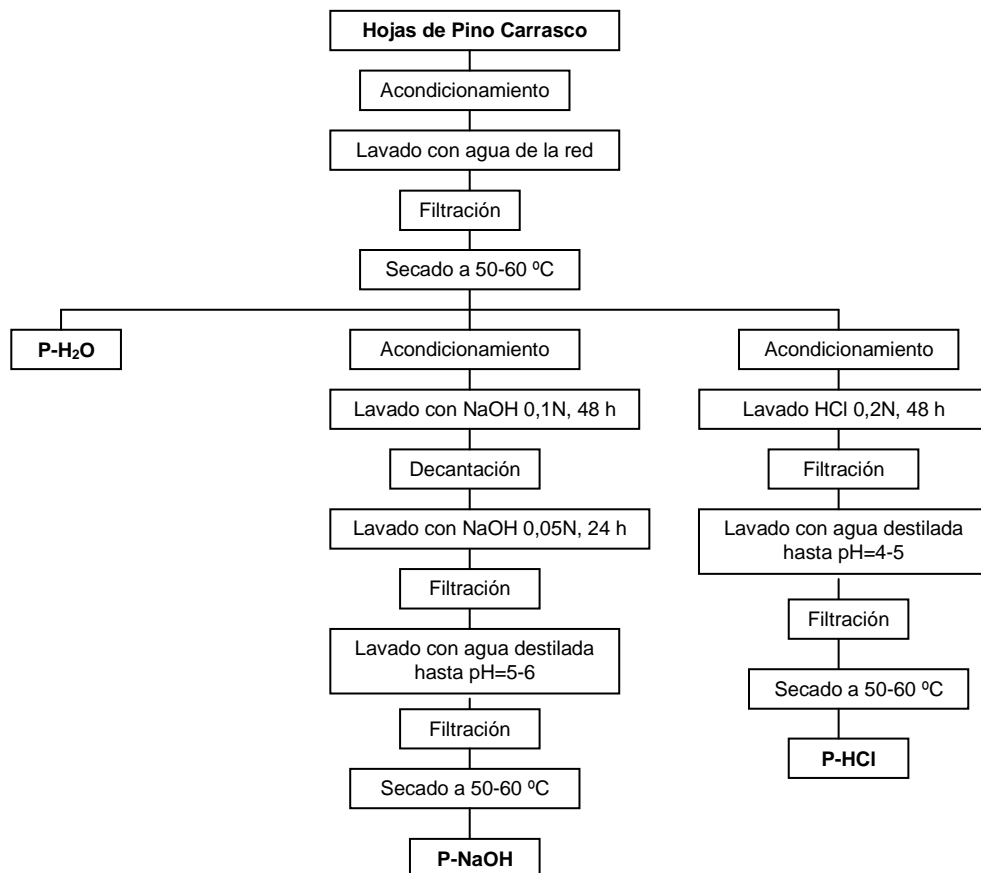 Hojas de Pino Carrasco
Acondicionamiento
Lavado con agua de la red
Filtración
Secado a 50-60 ºC
P-H₂O
Acondicionamiento
Lavado con NaOH 0,1N, 48 h
Decantación
Lavado con NaOH 0,05N, 24 h
Filtración
Lavado con agua destilada
hasta pH=5-6
Filtración
Secado a 50-60 ºC
P-NaOH
Acondicionamiento
Lavado HCl 0,2N, 48 h
Filtración
Lavado con agua destilada
hasta pH=4-5
Filtración
Secado a 50-60 ºC
P-HCl